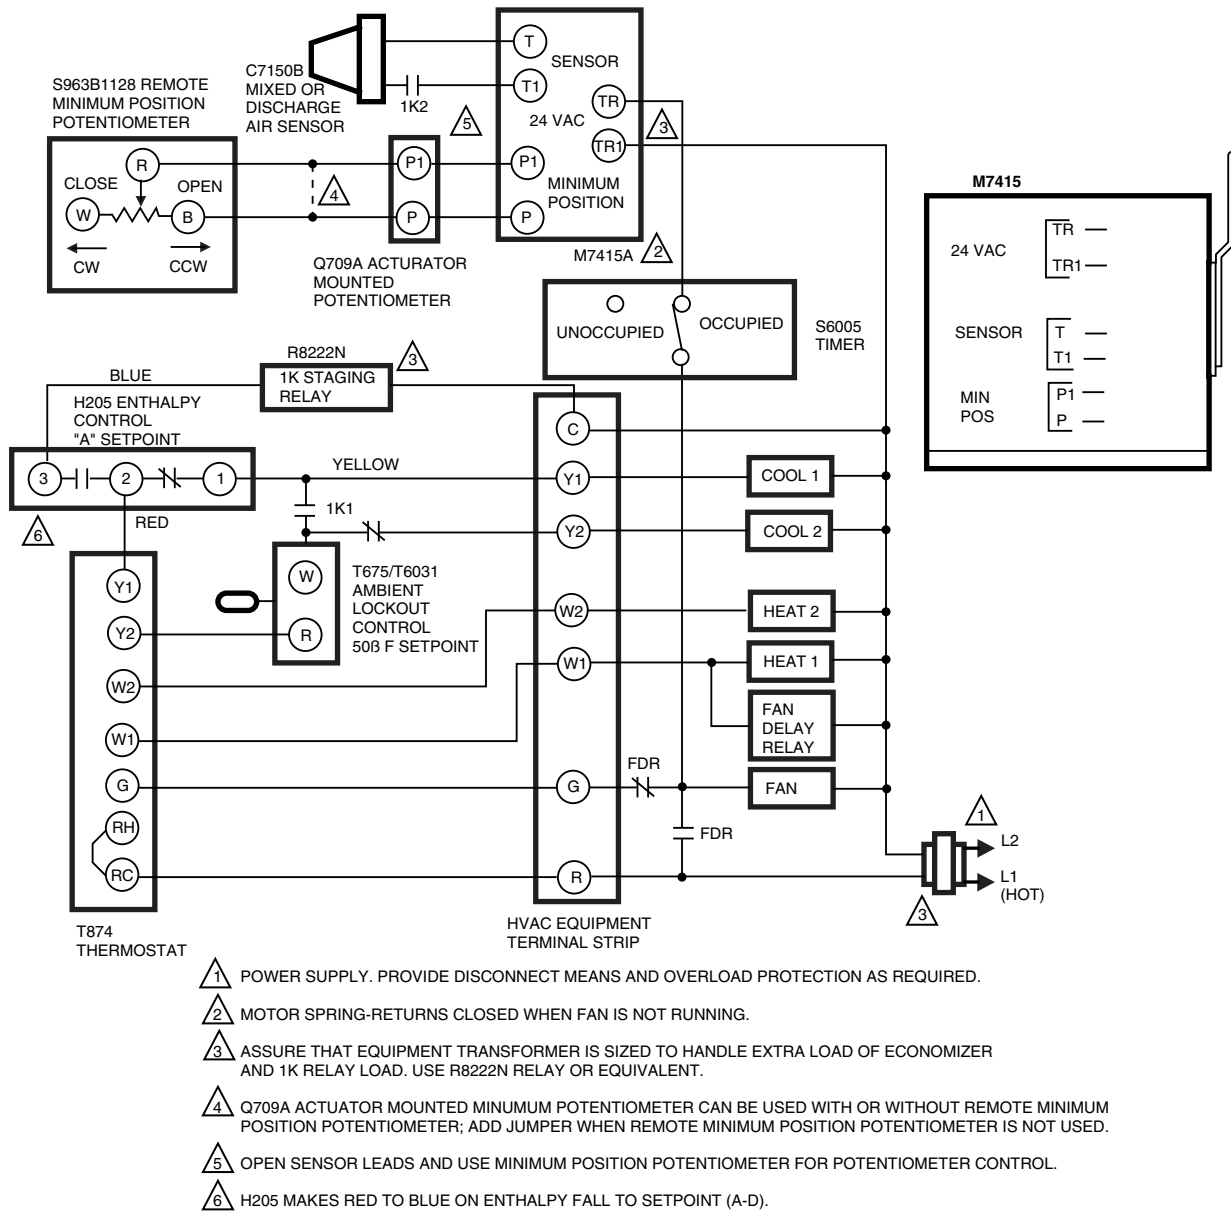 S963B1128 REMOTE
MINIMUM POSITION
POTENTIOMETER
R
CLOSE
OPEN
W
B
CW
CCW
C7150B
MIXED OR
DISCHARGE
AIR SENSOR
1K2
5
4
P1
P
Q709A ACTURATOR
MOUNTED
POTENTIOMETER
T
SENSOR
T1
TR
24 VAC
TR1
P1
MINIMUM
POSITION
P
M7415A
2
3
UNOCCUPIED
OCCUPIED
S6005
TIMER
M7415
24 VAC
TR
TR1
SENSOR
T
T1
MIN
POS
P1
P
R8222N
3
BLUE
1K STAGING
RELAY
H205 ENTHALPY
CONTROL
"A" SETPOINT
3
2
1
YELLOW
RED
6
1K1
W
R
T675/T6031
AMBIENT
LOCKOUT
CONTROL
50ß F SETPOINT
Y1
Y2
W2
W1
G
RH
RC
T874
THERMOSTAT
C
Y1
Y2
W2
W1
G
R
HVAC EQUIPMENT
TERMINAL STRIP
COOL 1
COOL 2
HEAT 2
HEAT 1
FAN
DELAY
RELAY
FDR
FAN
FDR
1
L2
L1
(HOT)
3
1 POWER SUPPLY. PROVIDE DISCONNECT MEANS AND OVERLOAD PROTECTION AS REQUIRED.
2 MOTOR SPRING-RETURNS CLOSED WHEN FAN IS NOT RUNNING.
3 ASSURE THAT EQUIPMENT TRANSFORMER IS SIZED TO HANDLE EXTRA LOAD OF ECONOMIZER
AND 1K RELAY LOAD. USE R8222N RELAY OR EQUIVALENT.
4 Q709A ACTUATOR MOUNTED MINUMUM POTENTIOMETER CAN BE USED WITH OR WITHOUT REMOTE MINIMUM
POSITION POTENTIOMETER; ADD JUMPER WHEN REMOTE MINIMUM POSITION POTENTIOMETER IS NOT USED.
5 OPEN SENSOR LEADS AND USE MINIMUM POSITION POTENTIOMETER FOR POTENTIOMETER CONTROL.
6 H205 MAKES RED TO BLUE ON ENTHALPY FALL TO SETPOINT (A-D).